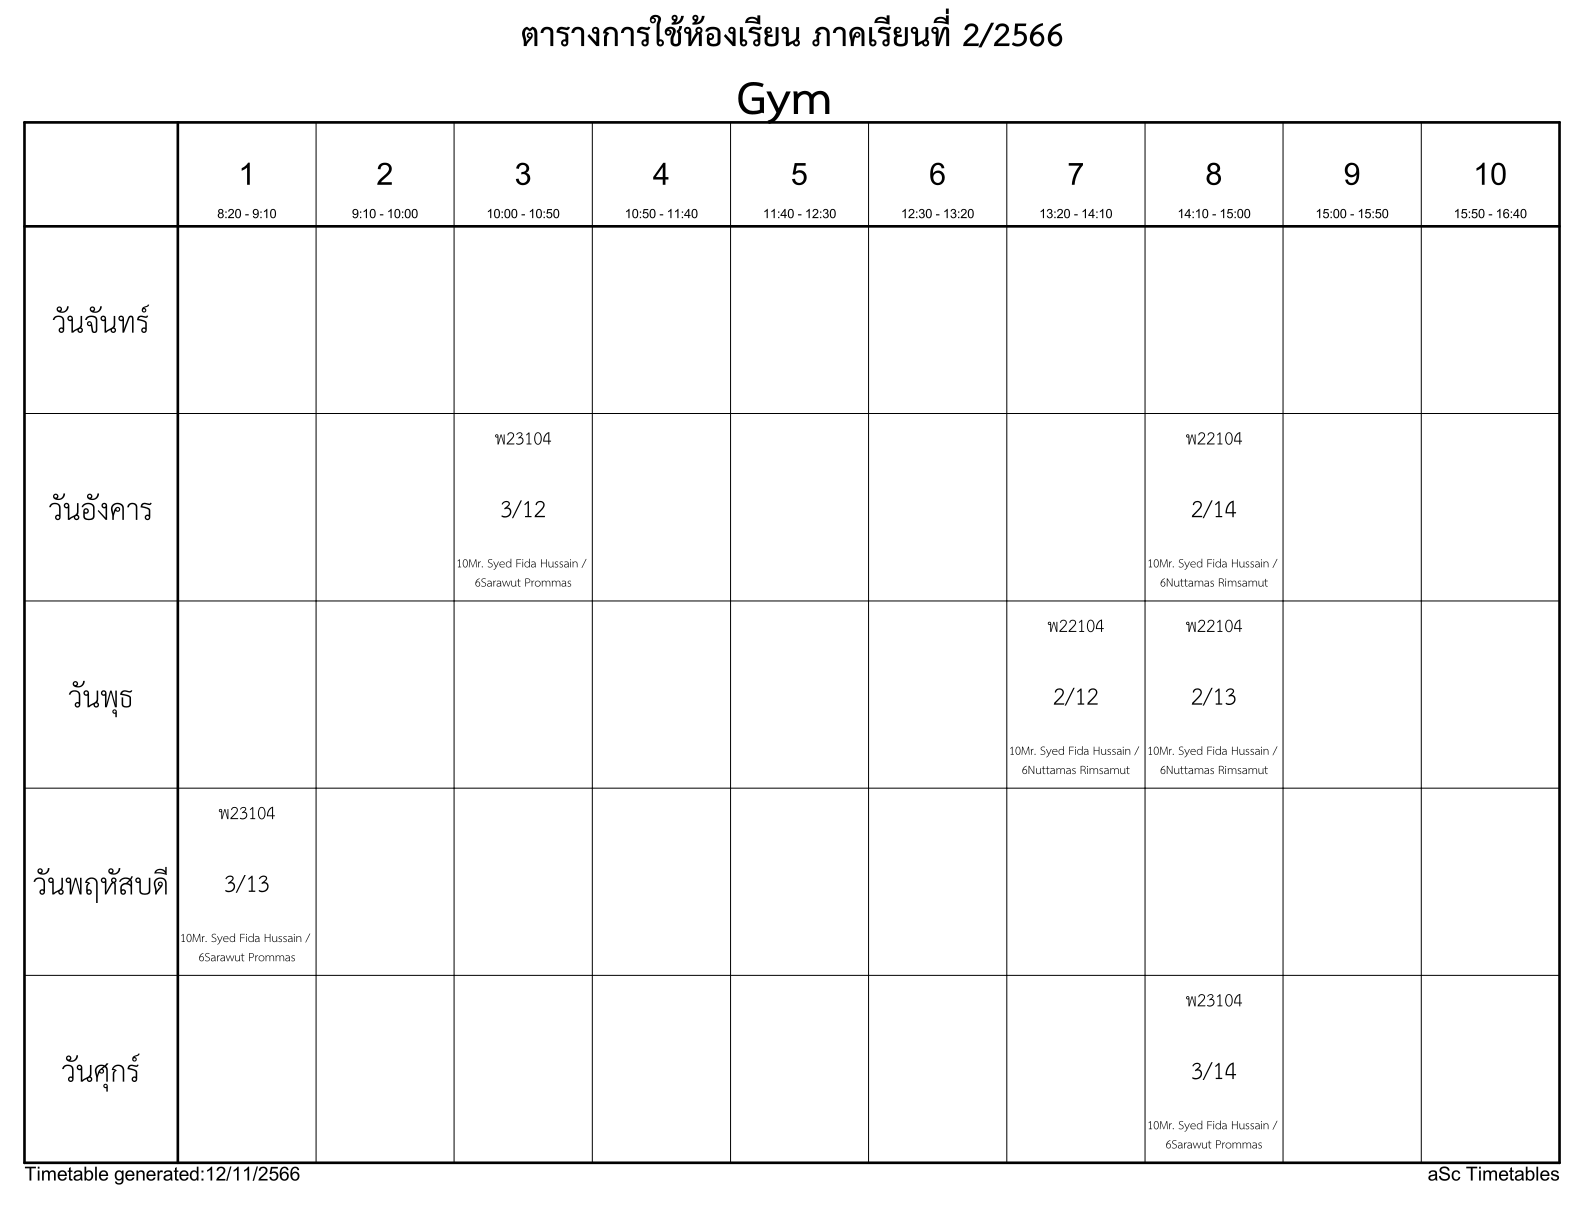 ตารางการใช้ห้องเรียน ภาคเรียนที่ 2/2566
Gym
1 2 3 4 5 6 7 8 9 10
8:20 - 9:10 9:10 - 10:00 10:00 - 10:50 10:50 - 11:40 11:40 - 12:30 12:30 - 13:20 13:20 - 14:10 14:10 - 15:00 15:00 - 15:50 15:50 - 16:40
วันจันทร์
วันอังคาร
พ23104
3/12
10Mr. Syed Fida Hussain /
6Sarawut Prommas
พ22104
2/14
10Mr. Syed Fida Hussain /
6Nuttamas Rimsamut
วันพุธ
พ22104
2/12
10Mr. Syed Fida Hussain /
6Nuttamas Rimsamut
พ22104
2/13
10Mr. Syed Fida Hussain /
6Nuttamas Rimsamut
วันพฤหัสบดี
พ23104
3/13
10Mr. Syed Fida Hussain /
6Sarawut Prommas
วันศุกร์
พ23104
3/14
10Mr. Syed Fida Hussain /
6Sarawut Prommas
Timetable generated:12/11/2566
aSc Timetables